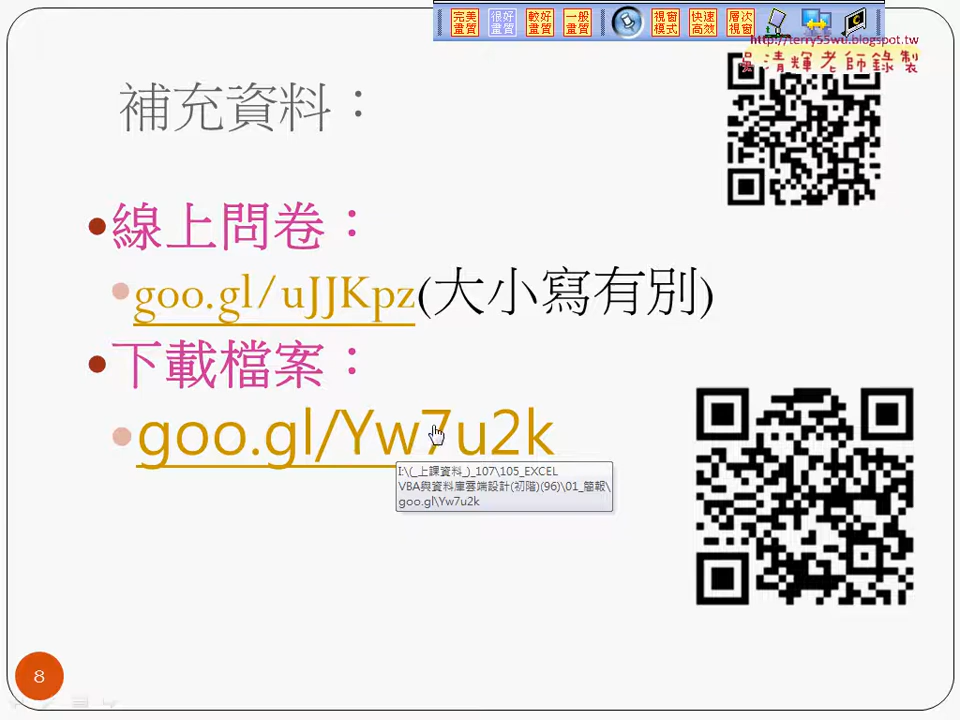 完美畫質 很好畫質 較好畫質 一般畫質 視窗模式 快速高效 層次視窗
http://terry55wu.blogspot.tw
吳清輝老師錄製
補充資料：
線上問卷：
goo.gl/uJJKpz(大小寫有別)
下載檔案：
goo.gl/Yw7u2k
I:\(_上課資料_)_107\105_EXCEL
VBA與資料庫雲端設計(初階)(96)\01_簡報\
goo.gl\Yw7u2k
8